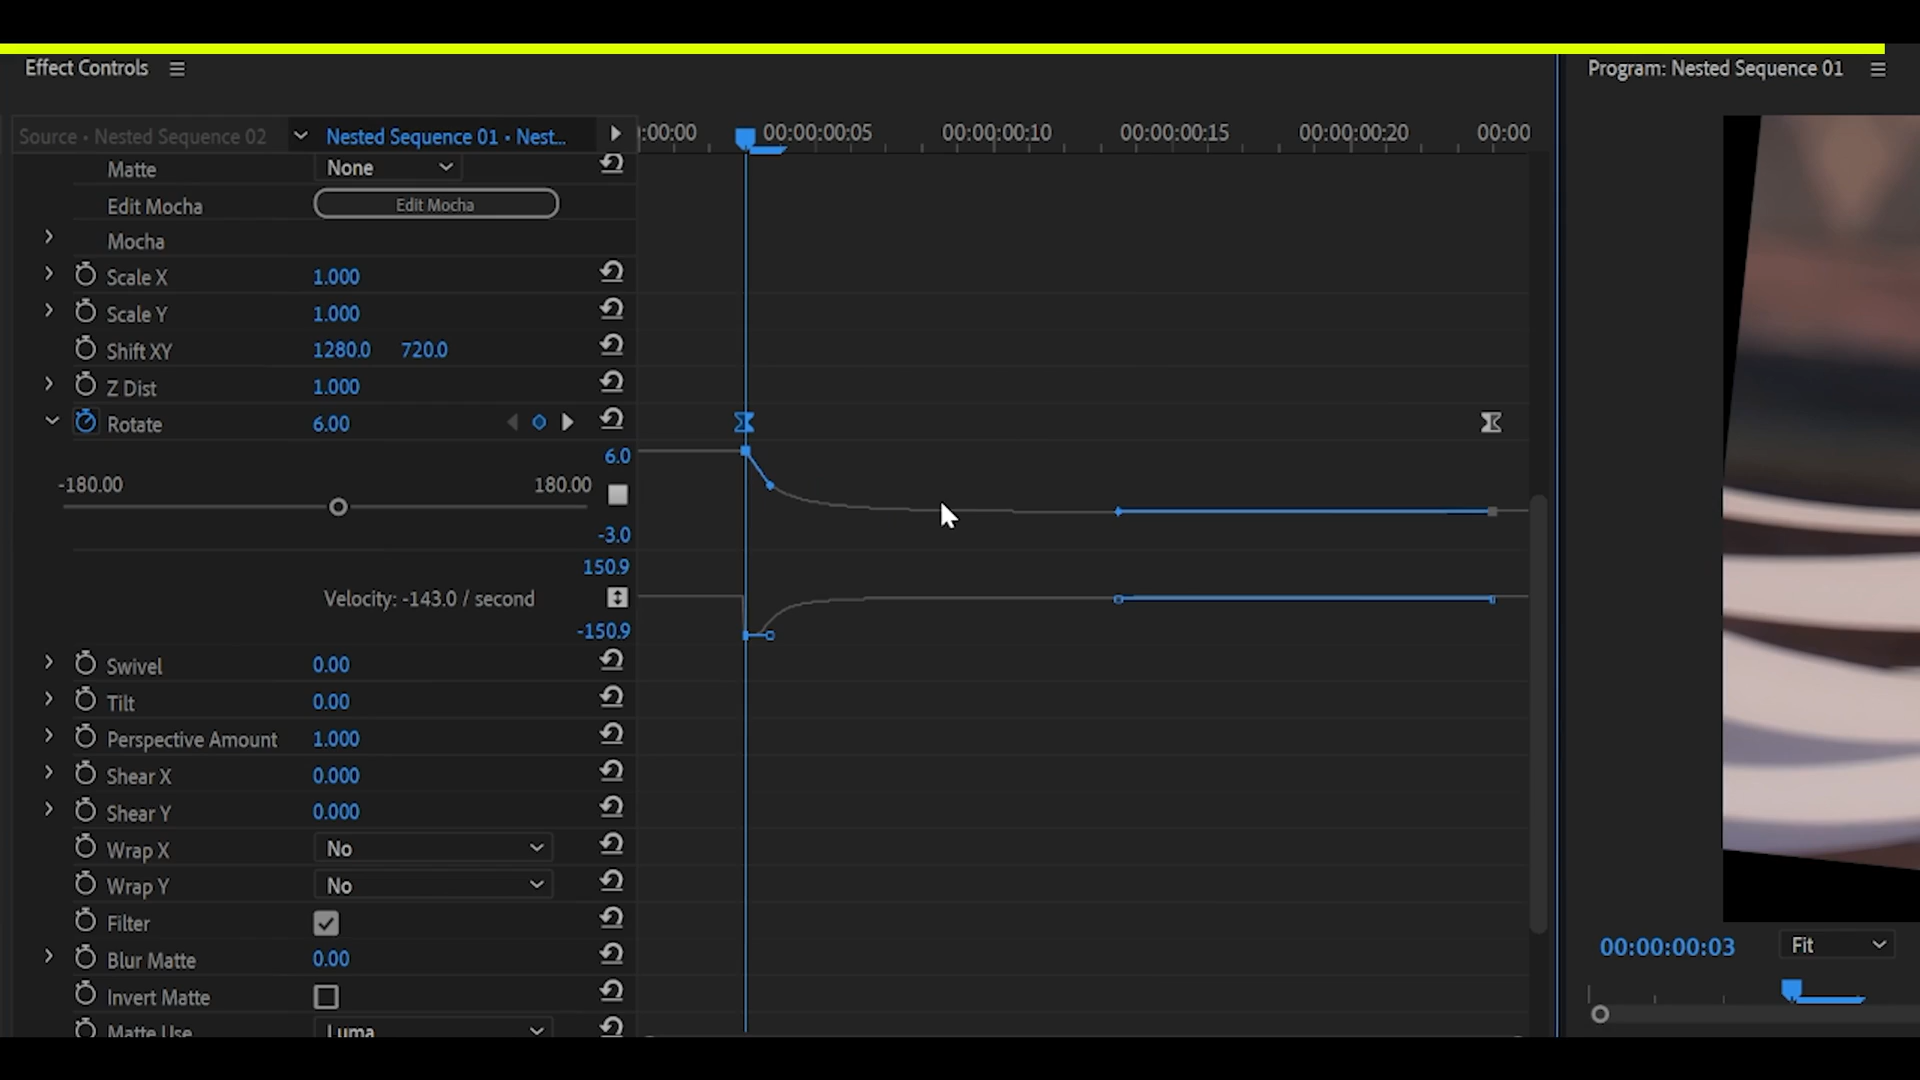 Effect Controls
Program: Nested Sequence 01
Source • Nested Sequence 02
Nested Sequence 01 • Nest...
:00:00
00:00:00:05
00:00:00:10
00:00:00:15
00:00:00:20
00:00
Matte
None
Edit Mocha
Edit Mocha
Mocha
Scale X
1.000
Scale Y
1.000
Shift XY
1280.0 720.0
Z Dist
1.000
Rotate
6.00
6.0
-180.00
180.00
-3.0
150.9
Velocity: -143.0 / second
-150.9
Swivel
0.00
Tilt
0.00
Perspective Amount
1.000
Shear X
0.000
Shear Y
0.000
Wrap X
No
Wrap Y
No
Filter
Blur Matte
0.00
00:00:00:03
Fit
Invert Matte
Matte Use
Luma